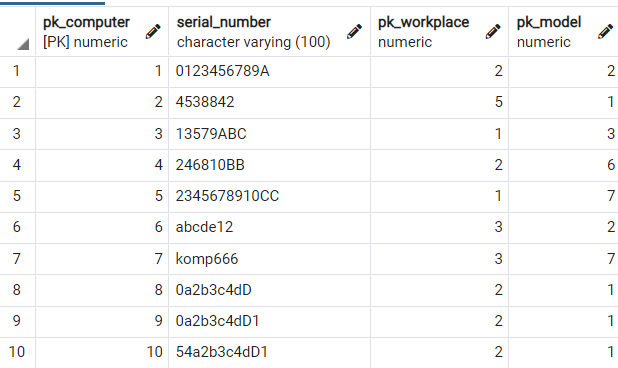 pk_computer serial_number pk_workplace pk_model
[PK] numeric character varying (100) numeric numeric
1 1 0123456789A 2 2
2 2 4538842 5 1
3 3 13579ABC 1 3
4 4 246810BB 2 6
5 5 2345678910CC 1 7
6 6 abcde12 3 2
7 7 komp666 3 7
8 8 0a2b3c4dD 2 1
9 9 0a2b3c4dD1 2 1
10 10 54a2b3c4dD1 2 1